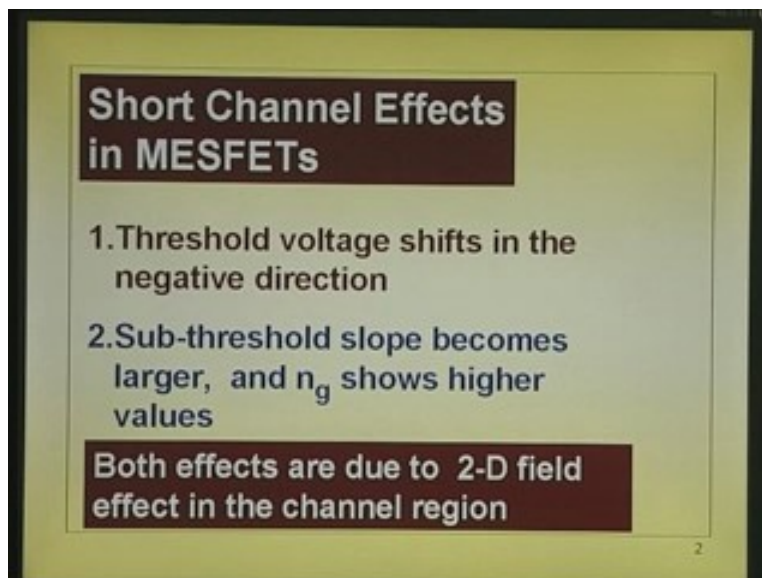 Short Channel Effects
in MESFETs
1.Threshold voltage shifts in the
negative direction
2.Sub-threshold slope becomes
larger, and ng shows higher
values
Both effects are due to 2-D field
effect in the channel region
2